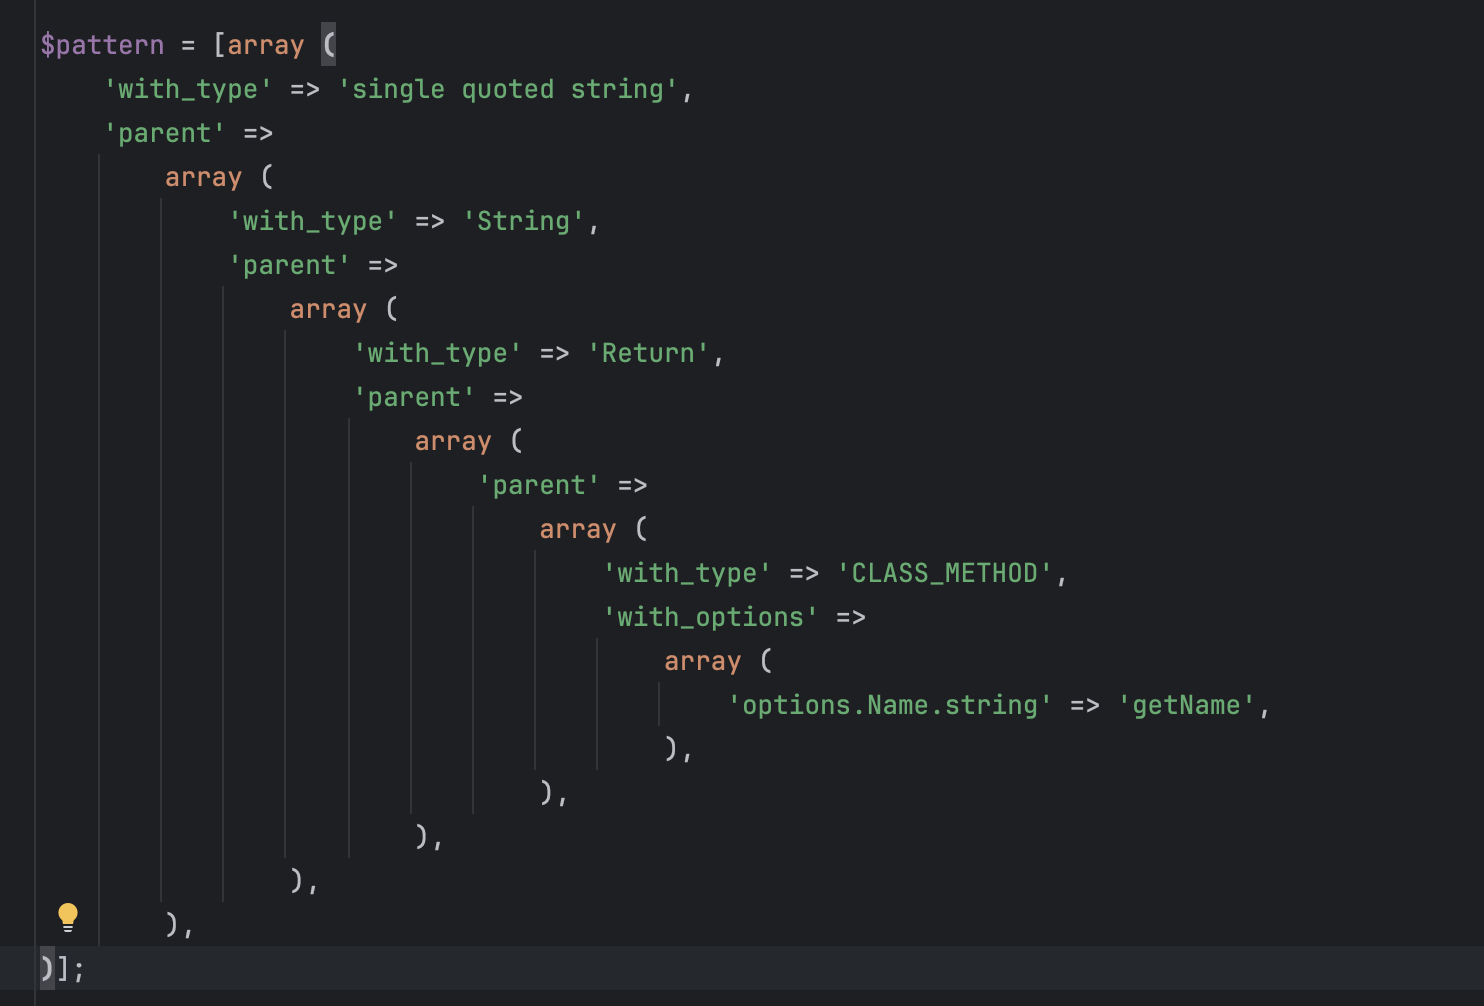 $pattern = [array (
    'with_type' => 'single quoted string',
    'parent' =>
        array (
            'with_type' => 'String',
            'parent' =>
                array (
                    'with_type' => 'Return',
                    'parent' =>
                        array (
                            'parent' =>
                                array (
                                    'with_type' => 'CLASS_METHOD',
                                    'with_options' =>
                                        array (
                                            'options.Name.string' => 'getName',
                                        ),
                                ),
                        ),
                ),
        ),
)];